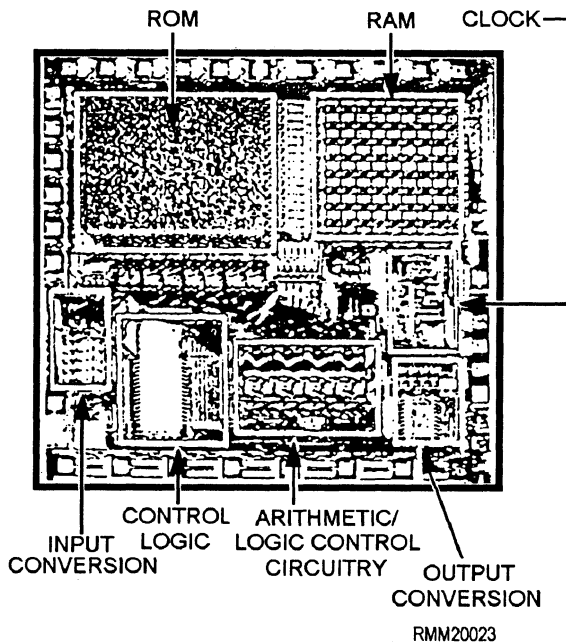 ROM
RAM
CLOCK
INPUT
CONVERSION
CONTROL
LOGIC
ARITHMETIC/
LOGIC CONTROL
CIRCUITRY
OUTPUT
CONVERSION
RMM20023